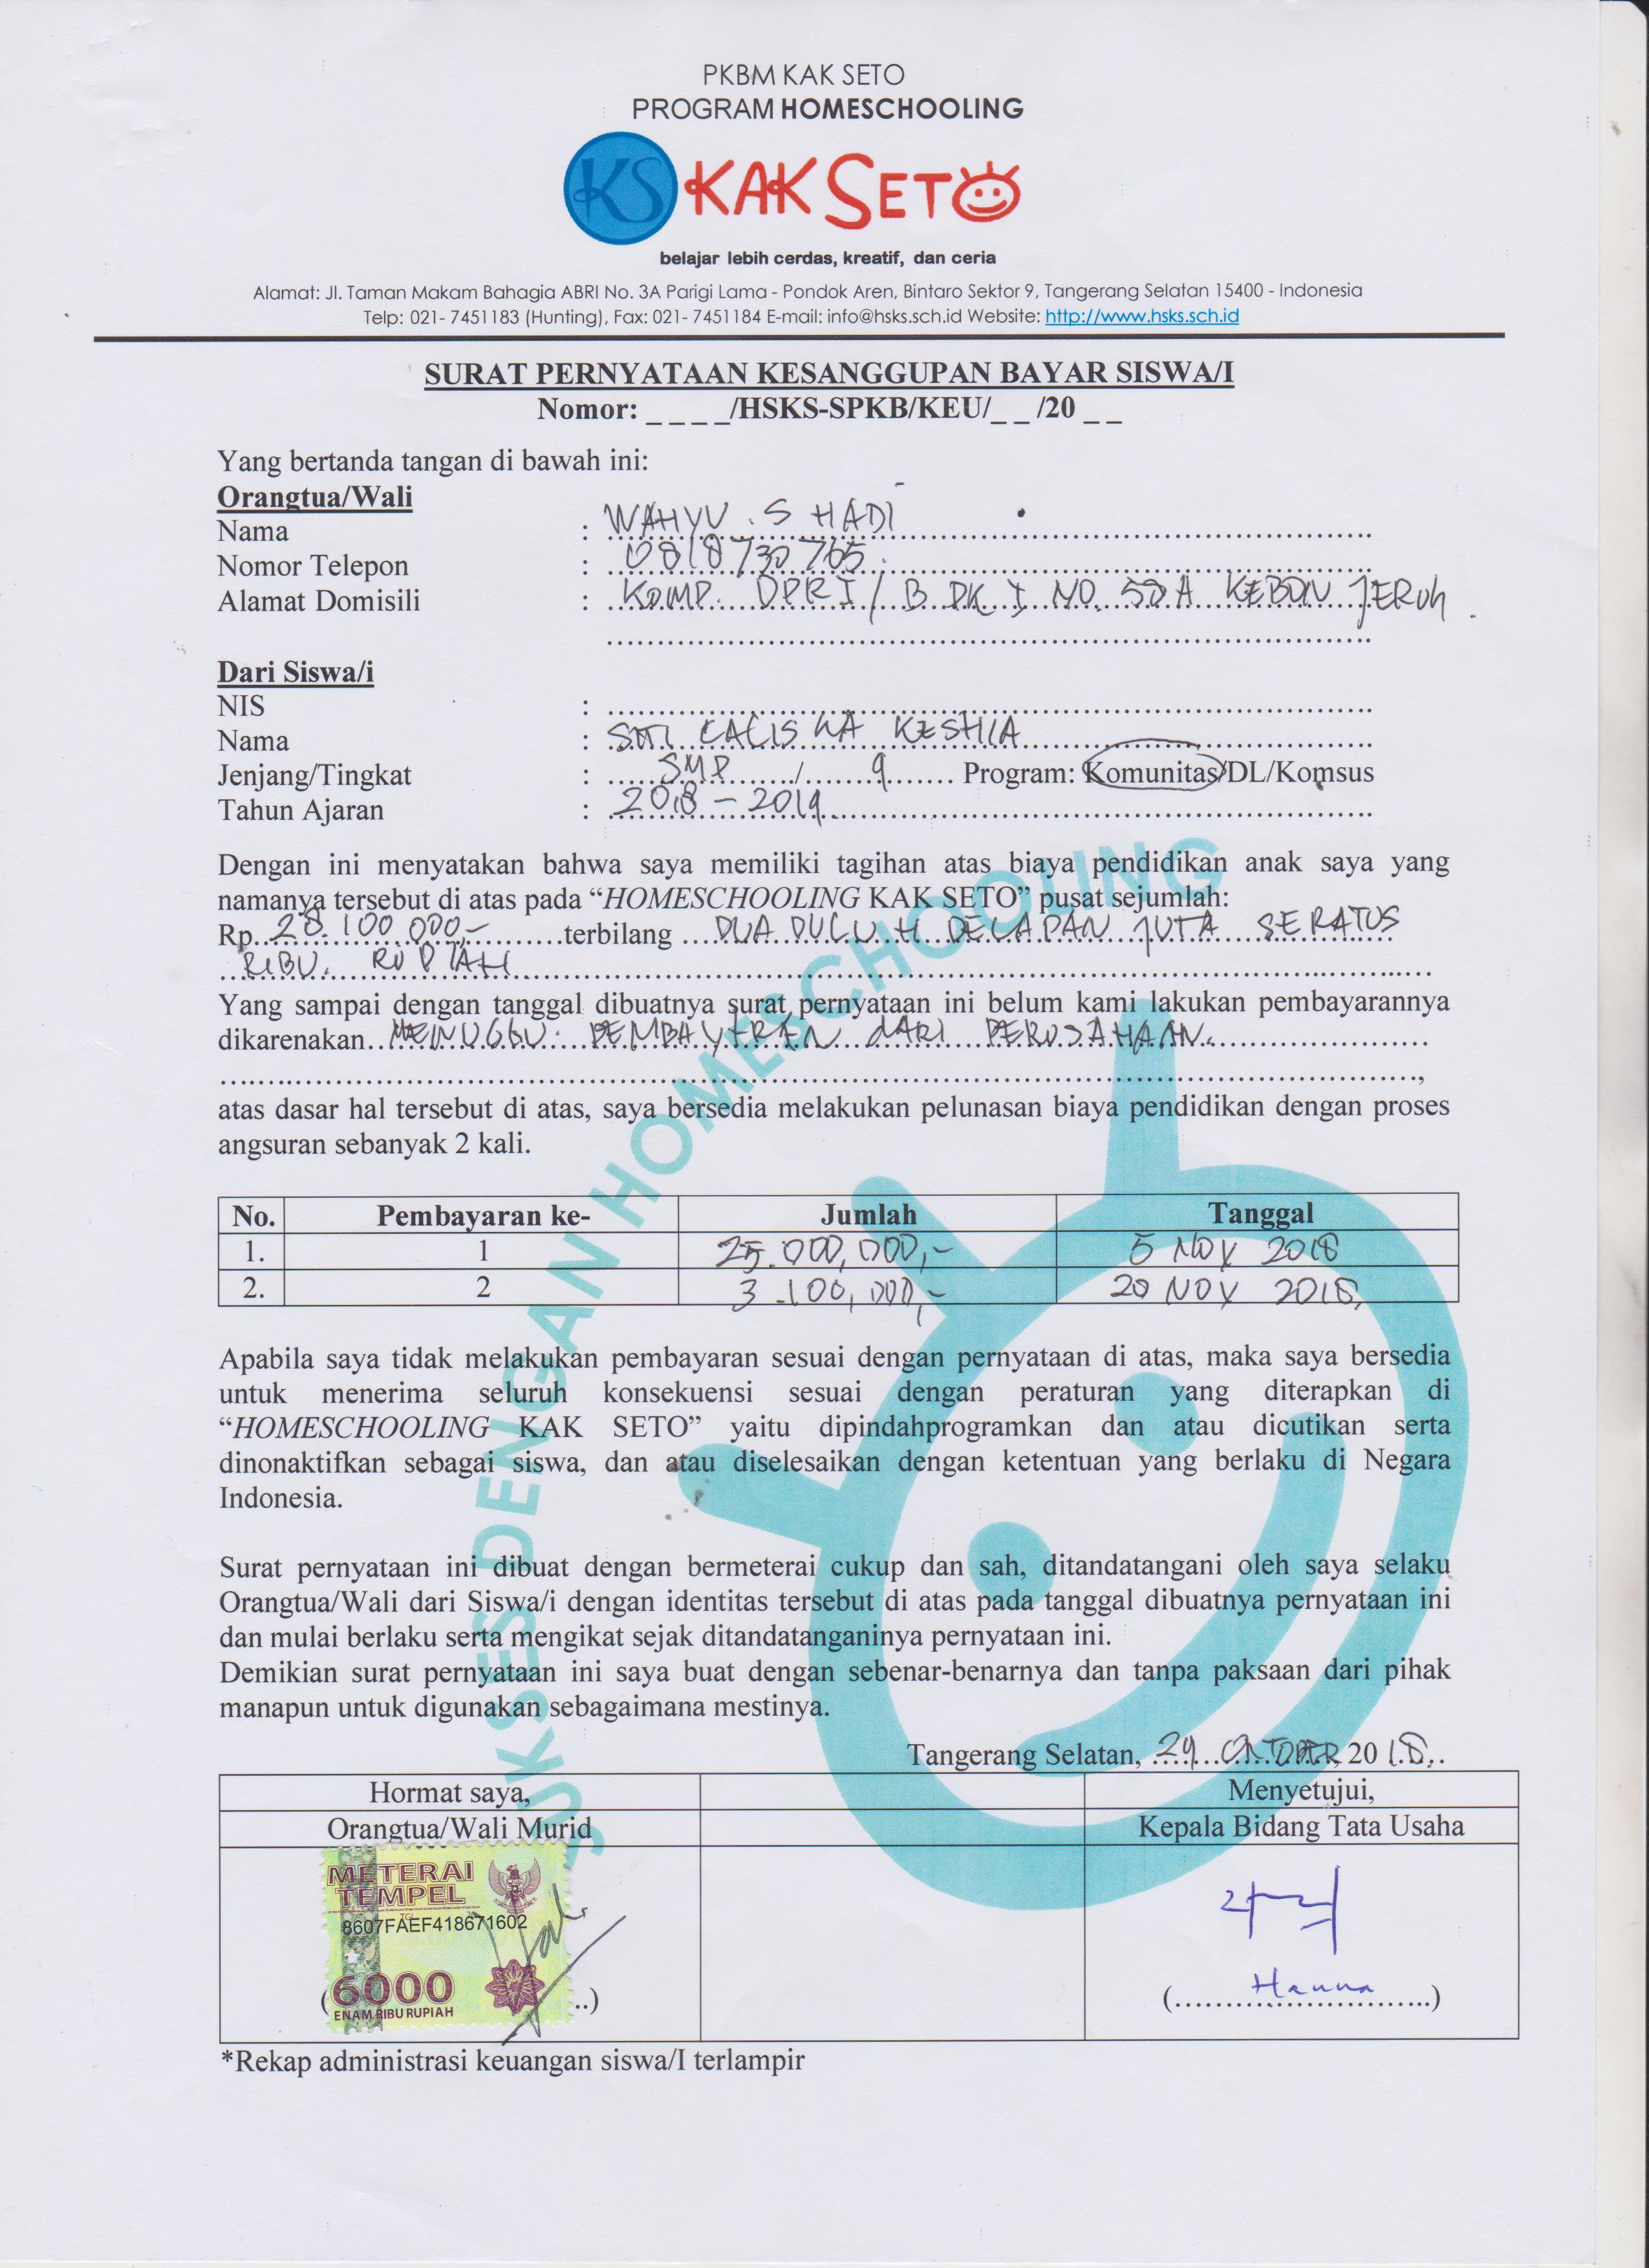 PKBM KAK SETO
PROGRAM HOMESCHOOLING
KS KAK SETO
belajar lebih cerdas, kreatif, dan ceria
Alamat: Jl. Taman Makam Bahagia ABRI No. 3A Parigi Lama - Pondok Aren, Bintaro Sektor 9, Tangerang Selatan 15400 - Indonesia
Telp: 021- 7451183 (Hunting), Fax: 021- 7451184 E-mail: info@hsks.sch.id Website: http://www.hsks.sch.id
SURAT PERNYATAAN KESANGGUPAN BAYAR SISWA/I
Nomor: _ _ _ _/HSKS-SPKB/KEU/_ _ /20 _ _
Yang bertanda tangan di bawah ini:
Orangtua/Wali
Nama : WAHYU . S HADI
Nomor Telepon : 0818730765
Alamat Domisili : KOMP. DPR I / B PK I NO. 50 A KEBON JERUK
Dari Siswa/i
NIS :
Nama : SITI CALISKA KESHIA
Jenjang/Tingkat : SMP / 9 Program: Komunitas/DL/Komsus
Tahun Ajaran : 2018 - 2019
Dengan ini menyatakan bahwa saya memiliki tagihan atas biaya pendidikan anak saya yang
namanya tersebut di atas pada “HOMESCHOOLING KAK SETO” pusat sejumlah:
Rp. 28.100.000,- terbilang DUA PULUH DELAPAN JUTA SERATUS
RIBU RUPIAH
Yang sampai dengan tanggal dibuatnya surat pernyataan ini belum kami lakukan pembayarannya
dikarenakan MENUGGU PEMBAYARAN DARI PERUSAHAAN.
atas dasar hal tersebut di atas, saya bersedia melakukan pelunasan biaya pendidikan dengan proses
angsuran sebanyak 2 kali.
No. Pembayaran ke- Jumlah Tanggal
1. 1 25.000,000,- 5 NOV 2018
2. 2 3.100,000,- 20 NOV 2018
Apabila saya tidak melakukan pembayaran sesuai dengan pernyataan di atas, maka saya bersedia
untuk menerima seluruh konsekuensi sesuai dengan peraturan yang diterapkan di
“HOMESCHOOLING KAK SETO” yaitu dipindahprogramkan dan atau dicutikan serta
dinonaktifkan sebagai siswa, dan atau diselesaikan dengan ketentuan yang berlaku di Negara
Indonesia.
Surat pernyataan ini dibuat dengan bermeterai cukup dan sah, ditandatangani oleh saya selaku
Orangtua/Wali dari Siswa/i dengan identitas tersebut di atas pada tanggal dibuatnya pernyataan ini
dan mulai berlaku serta mengikat sejak ditandatanganinya pernyataan ini.
Demikian surat pernyataan ini saya buat dengan sebenar-benarnya dan tanpa paksaan dari pihak
manapun untuk digunakan sebagaimana mestinya.
SUKSES DENGAN HOMESCHOOLING
Tangerang Selatan, 29 OKTOBER 2018
Hormat saya, Menyetujui,
Orangtua/Wali Murid Kepala Bidang Tata Usaha
METERAI
TEMPEL
8607FAEF418671602
6000
ENAM RIBU RUPIAH
(Hanna)
*Rekap administrasi keuangan siswa/I terlampir